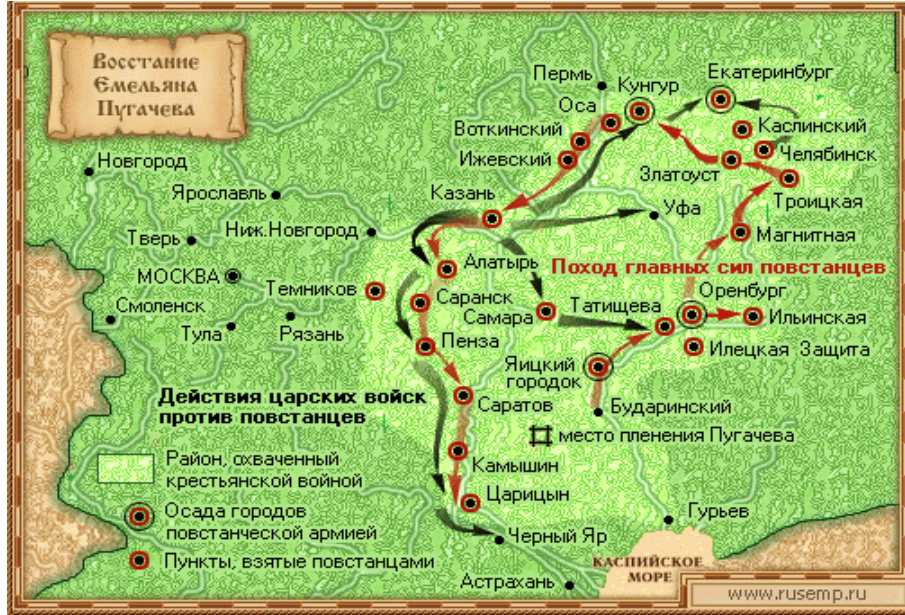 Восстание
Емельяна
Пугачева
Пермь
Кунгур
Екатеринбург
Оса
Воткинский
Каслинский
Ижевский
Челябинск
Новгород
Златоуст
Ярославль
Казань
Троицкая
Уфа
Тверь
Ниж.Новгород
Магнитная
МОСКВА
Алатырь
Поход главных сил повстанцев
Темников
Оренбург
Смоленск
Саранск
Татищева
Самара
Ильинская
Тула
Рязань
Пенза
Илецкая Защита
Яицкий
городок
Действия царских войск
против повстанцев
Саратов
Бударинский
место пленения Пугачева
Район, охваченный
крестьянской войной
Камышин
Царицын
Осада городов
повстанческой армией
Гурьев
Черный Яр
Пункты, взятые повстанцами
КАСПИЙСКОЕ
МОРЕ
Астрахань
www.rusemp.ru